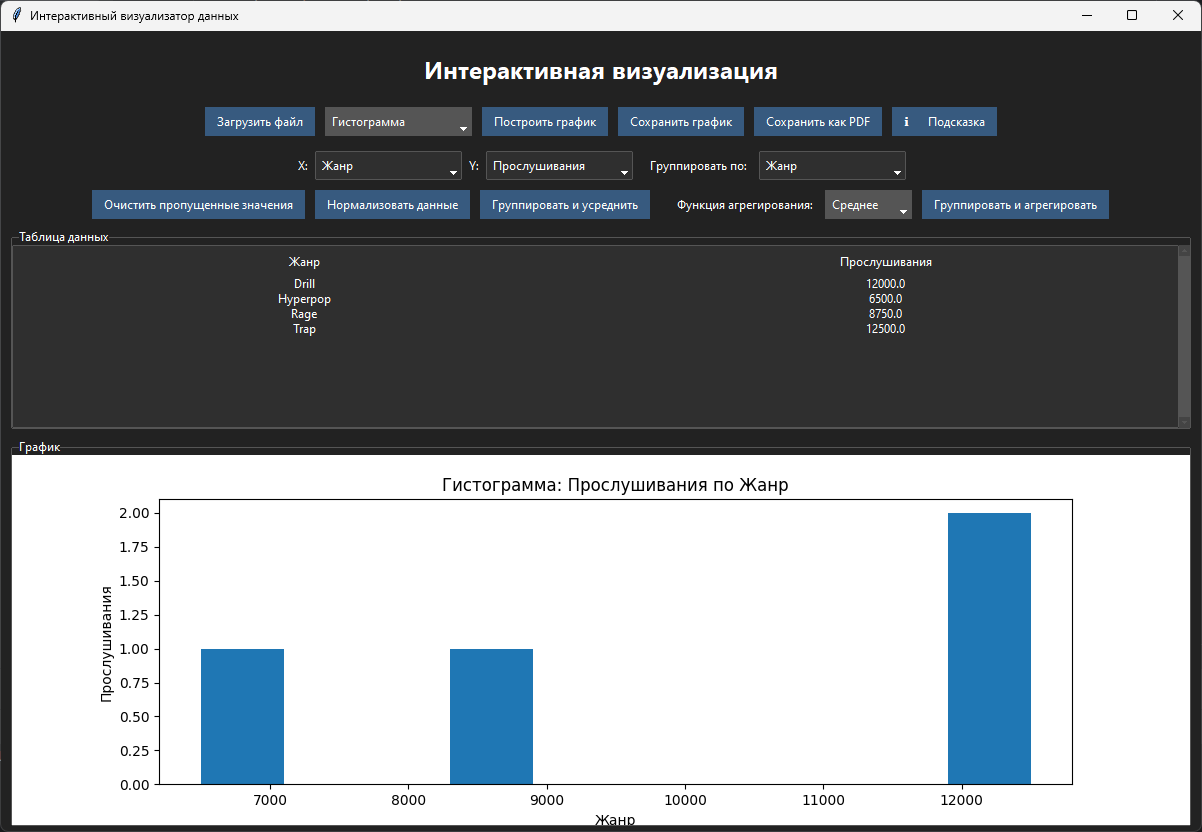 Интерактивный визуализатор данных
Интерактивная визуализация
Загрузить файл Гистограмма Построить график Сохранить график Сохранить как PDF i Подсказка
X: Жанр Y: Прослушивания Группировать по: Жанр
Очистить пропущенные значения Нормализовать данные Группировать и усреднить Функция агрегирования: Среднее Группировать и агрегировать
Таблица данных
Жанр Прослушивания
Drill 12000.0
Hyperpop 6500.0
Rage 8750.0
Trap 12500.0
График
Гистограмма: Прослушивания по Жанр
2.00
1.75
1.50
1.25
1.00
0.75
0.50
0.25
0.00
Прослушивания
7000 8000 9000 10000 11000 12000
Жанр